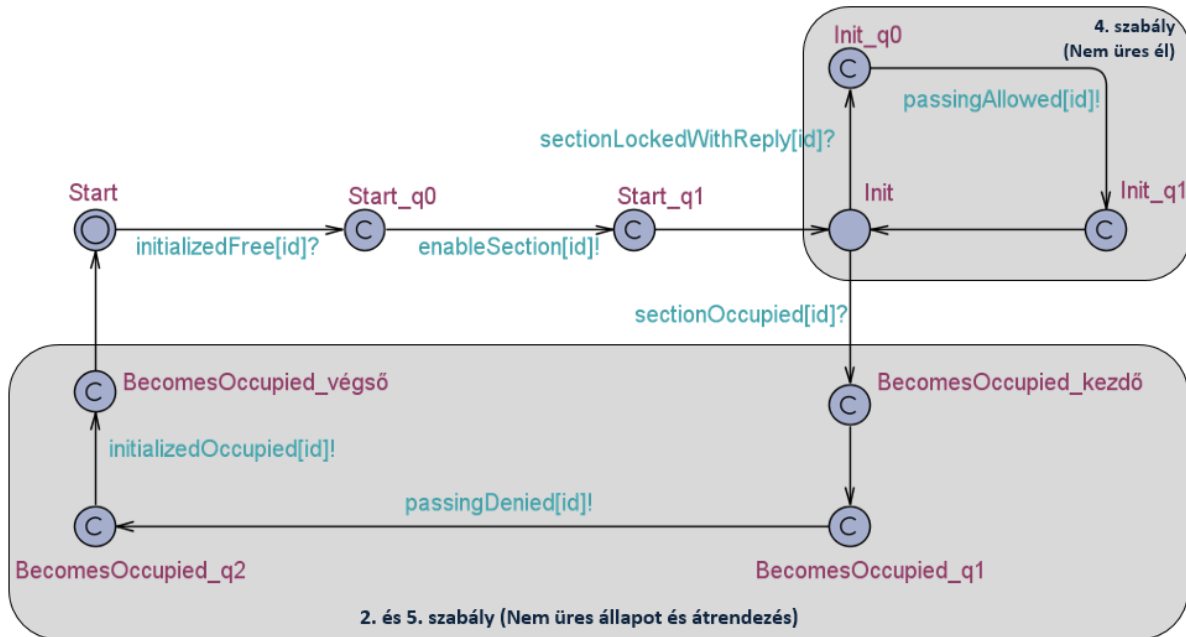 Init_q0
4. szabály
(Nem üres él)
C
passingAllowed[id]!
sectionLockedWithReply[id]?
Start
Start_q0
Start_q1
Init
Init_q1
C
C
C
initializedFree[id]?
enableSection[id]!
sectionOccupied[id]?
C
BecomesOccupied_végső
C
BecomesOccupied_kezdő
initializedOccupied[id]!
passingDenied[id]!
C
C
BecomesOccupied_q2
BecomesOccupied_q1
2. és 5. szabály (Nem üres állapot és átrendezés)